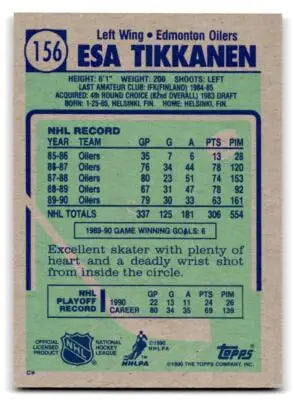 156
Left Wing • Edmonton Oilers
ESA TIKKANEN
HEIGHT: 6'1" WEIGHT: 200 SHOOTS: LEFT
LAST AMATEUR CLUB: IFK(FINLAND) 1984-85
ACQUIRED: 4th ROUND CHOICE (82nd OVERALL) 1983 DRAFT
BORN: 1-25-65, HELSINKI, FIN. HOME: HELSINKI, FIN.
NHL RECORD
YEAR TEAM GP G A PTS PIM
85-86 Oilers 35 7 6 13 28
86-87 Oilers 76 34 44 78 120
87-88 Oilers 80 23 51 74 153
88-89 Oilers 67 31 47 78 92
89-90 Oilers 79 30 33 63 161
NHL TOTALS 337 125 181 306 554
1989-90 GAME WINNING GOALS: 6
Excellent skater with plenty of
heart and a deadly wrist shot
from inside the circle.
NHL PLAYOFF RECORD
GP G A PTS PIM
1990 22 13 11 24 26
CAREER 80 35 34 69 139
NHL
NATIONAL
HOCKEY
LEAGUE
© 1990
NHLPA
NHLPA
Topps
© 1990 THE TOPPS COMPANY, INC.